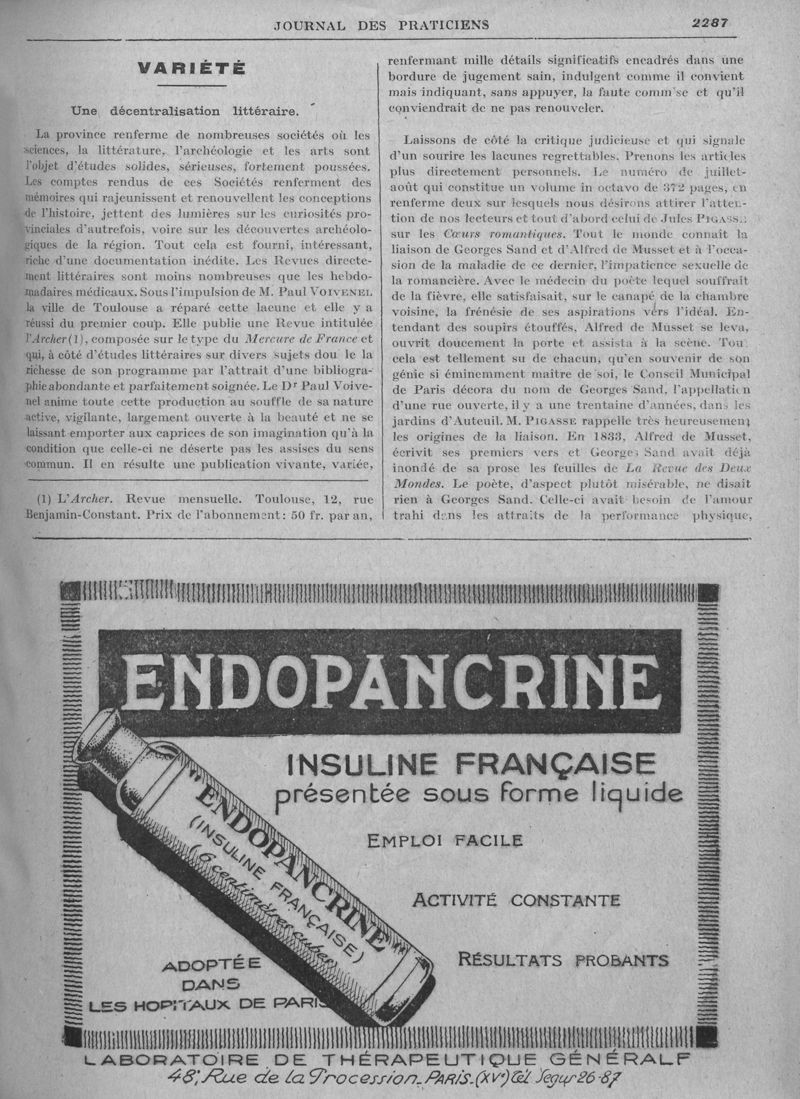 JOURNAL DES PRATICIENS
2287
VARIÉTÉ
Une décentralisation littéraire.
La province renferme de nombreuses sociétés où les
sciences, la littérature, l'archéologie et les arts sont
l'objet d'études solides, sérieuses, fortement poussées.
Les comptes rendus de ces Sociétés renferment des
mémoires qui rajeunissent et renouvellent les conceptions
de l'histoire, jettent des lumières sur les curiosités pro-
vinciales d'autrefois, voire sur les découvertes archéolo-
giques de la région. Tout cela est fourni, intéressant,
riche d'une documentation inédite. Les Revues directe-
ment littéraires sont moins nombreuses que les hebdo-
madaires médicaux. Sous l'impulsion de M. Paul VOIVENEL
la ville de Toulouse a réparé cette lacune et elle y a
réussi du premier coup. Elle publie une Revue intitulée
l'Archer (1), composée sur le type du Mercure de France et
qui, à côté d'études littéraires sur divers sujets dou le la
richesse de son programme par l'attrait d'une bibliogra-
phie abondante et parfaitement soignée. Le Dr Paul Voive-
nel anime toute cette production au souffle de sa nature
active, vigilante, largement ouverte à la beauté et ne se
laissant emporter aux caprices de son imagination qu'à la
condition que celle-ci ne déserte pas les assises du sens
commun. Il en résulte une publication vivante, variée,
(1) L'Archer. Revue mensuelle. Toulouse, 12, rue
Benjamin-Constant. Prix de l'abonnement: 50 fr. par an,
renfermant mille détails significatifs encadrés dans une
bordure de jugement sain, indulgent comme il convient
mais indiquant, sans appuyer, la faute comm'se et qu'il
conviendrait de ne pas renouveler.
Laissons de côté la critique judicieuse et qui signale
d'un sourire les lacunes regrettables. Prenons les articles
plus directement personnels. Le numéro de juillet-
août qui constitue un volume in octavo de 372 pages, en
renferme deux sur lesquels nous désirons attirer l'atten-
tion de nos lecteurs et tout d'abord celui de Jules PIGASSE
sur les Cœurs romantiques. Tout le monde connait la
liaison de Georges Sand et d'Alfred de Musset et à l'occa-
sion de la maladie de ce dernier, l'impatience sexuelle de
la romancière. Avec le médecin du poète lequel souffrait
de la fièvre, elle satisfaisait, sur le canapé de la chambre
voisine, la frénésie de ses aspirations vers l'idéal. En-
tendant des soupirs étouffés, Alfred de Musset se leva,
ouvrit doucement la porte et assista à la scène. Tou
cela est tellement su de chacun, qu'en souvenir de son
génie si éminemment maitre de soi, le Conseil Municipal
de Paris décora du nom de Georges Sand, l'appellation
d'une rue ouverte, il y a une trentaine d'années, dans les
jardins d'Auteuil. M. PIGASSE rappelle très heureusement
les origines de la liaison. En 1833, Alfred de Musset,
écrivit ses premiers vers et Georges Sand avait déjà
inondé de sa prose les feuilles de La Revue des Deux
Mondes. Le poète, d'aspect plutôt misérable, ne disait
rien à Georges Sand. Celle-ci avait besoin de l'amour
trahi dans les attraits de la performance physique,
ENDOPANCRINE
INSULINE FRANÇAISE
présentée sous forme liquide
EMPLOI FACILE
ACTIVITÉ CONSTANTE
RÉSULTATS PROBANTS
"ENDOPANCRINE"
(INSULINE FRANÇAISE)
(6 centimètres cubes)
ADOPTÉE
DANS
LES HOPITAUX DE PARIS
LABORATOIRE DE THÉRAPEUTIQUE GÉNÉRALE
48, Rue de la Procession. PARIS. (XVe) Tél. Segur 26-87